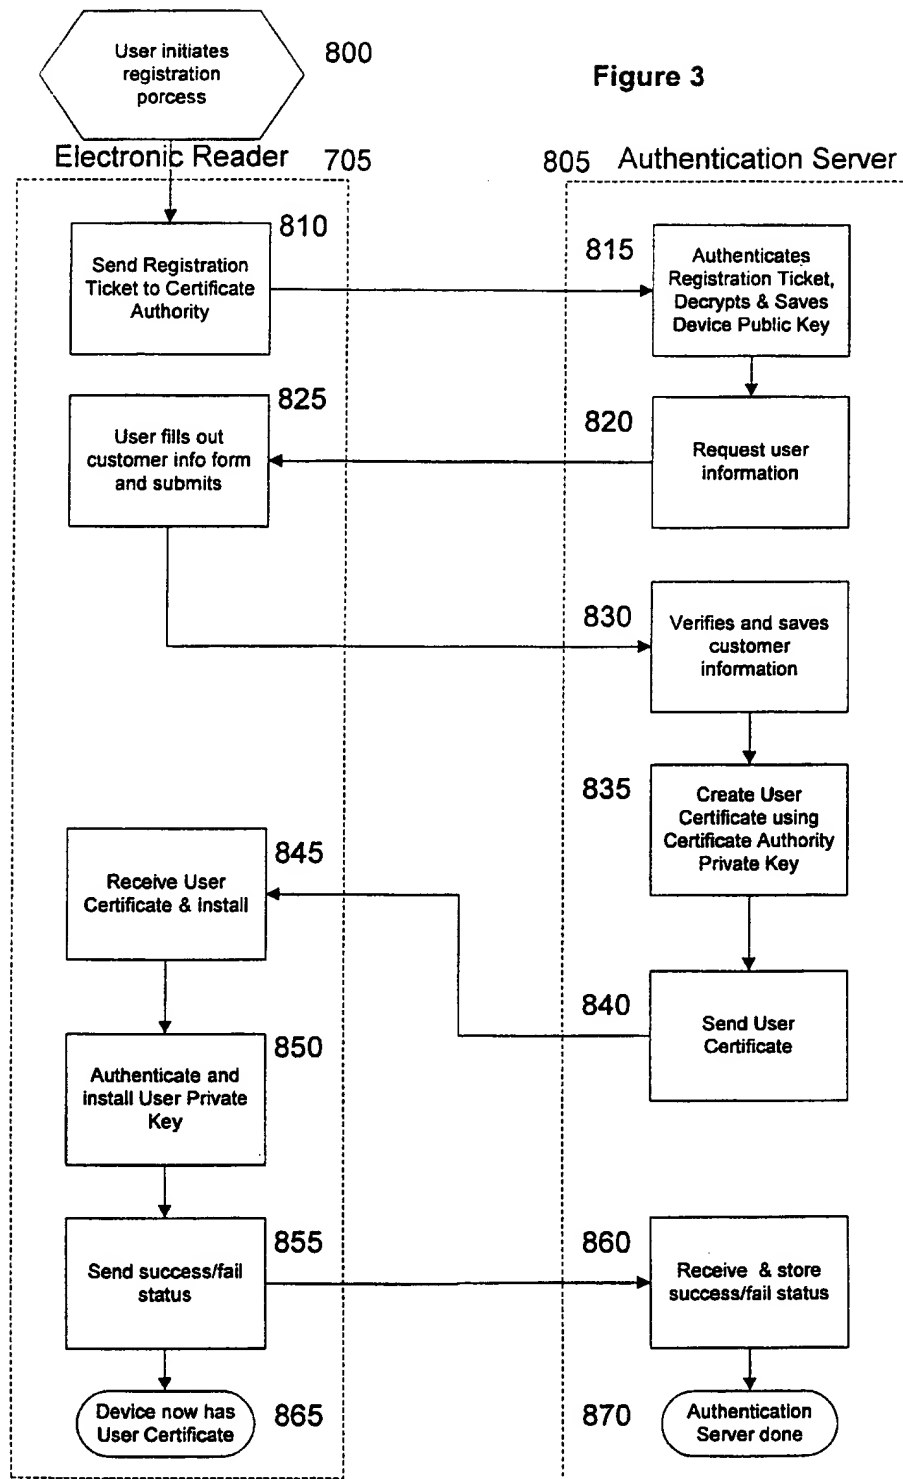 User initiates
registration
porcess
800
Figure 3
Electronic Reader
705
805
Authentication Server
810
Send Registration
Ticket to Certificate
Authority
815
Authenticates
Registration Ticket,
Decrypts & Saves
Device Public Key
825
User fills out
customer info form
and submits
820
Request user
information
830
Verifies and saves
customer
information
835
Create User
Certificate using
Certificate Authority
Private Key
845
Receive User
Certificate & install
840
Send User
Certificate
850
Authenticate and
install User Private
Key
855
Send success/fail
status
860
Receive & store
success/fail status
Device now has
User Certificate
865
870
Authentication
Server done